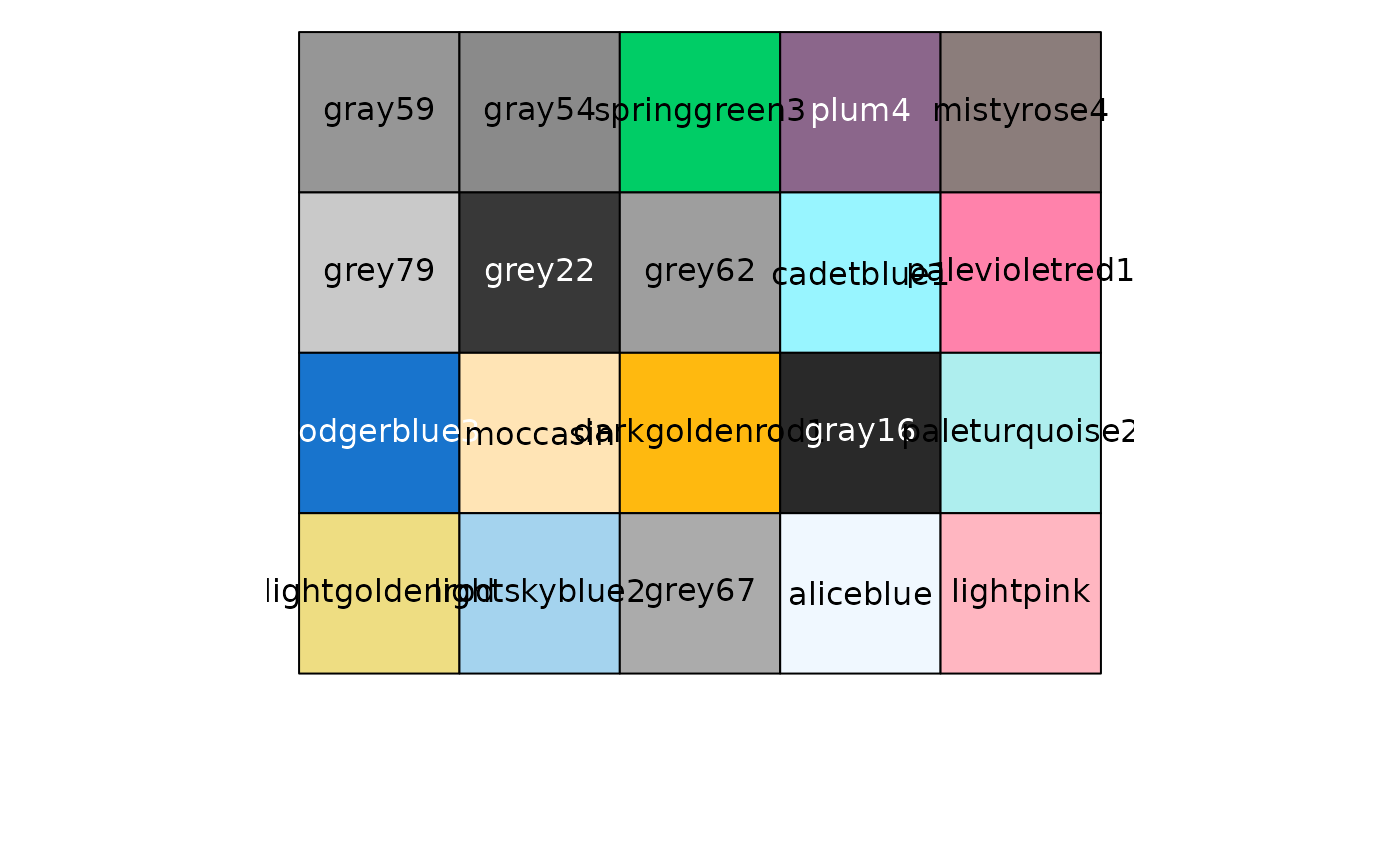 gray59 gray54 springgreen3 plum4 mistyrose4
grey79 grey22 grey62 cadetblue1 palevioletred1
odgerblue3 moccasin darkgoldenrod1 gray16 paleturquoise2
lightgoldenrod lightskyblue2 grey67 aliceblue lightpink